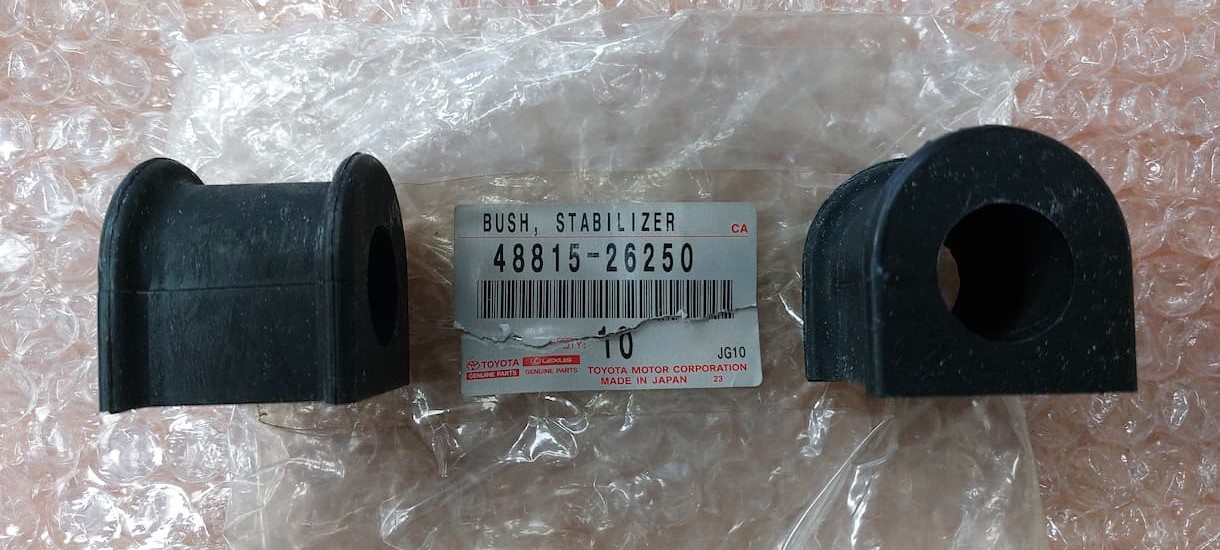 BUSH, STABILIZER
CA
48815-26250
QTY: 10
JG10
TOYOTA
GENUINE PARTS
LEXUS
GENUINE PARTS
TOYOTA MOTOR CORPORATION
MADE IN JAPAN 23